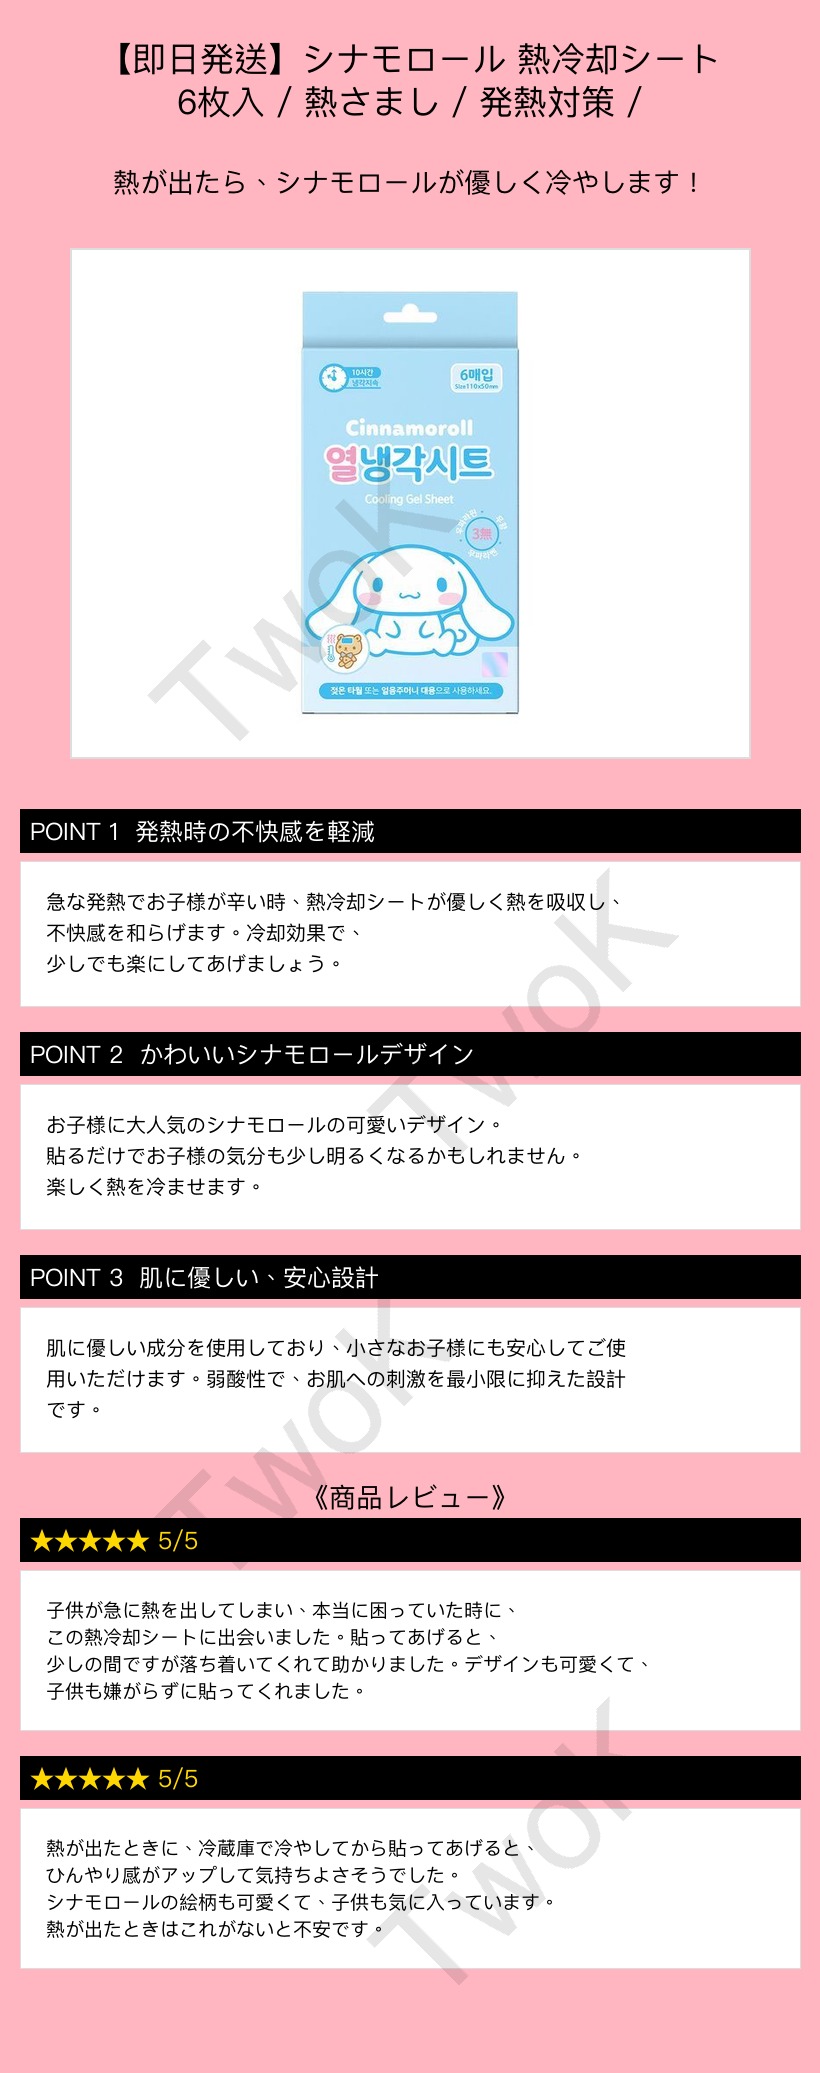 【即日発送】シナモロール 熱冷却シート
6枚入 / 熱さまし / 発熱対策 /
熱が出たら、シナモロールが優しく冷やします！
10시간
냉각지속
6매입
Size110x50mm
Cinnamoroll
열냉각시트
Cooling Gel Sheet
3無
젖은 타월 또는 얼음주머니 대용으로 사용하세요.
TwoK
POINT 1 発熱時の不快感を軽減
急な発熱でお子様が辛い時、熱冷却シートが優しく熱を吸収し、
不快感を和らげます。冷却効果で、
少しでも楽にしてあげましょう。
TwoK
POINT 2 かわいいシナモロールデザイン
お子様に大人気のシナモロールの可愛いデザイン。
貼るだけでお子様の気分も少し明るくなるかもしれません。
楽しく熱を冷ませます。
POINT 3 肌に優しい、安心設計
肌に優しい成分を使用しており、小さなお子様にも安心してご使
用いただけます。弱酸性で、お肌への刺激を最小限に抑えた設計
です。
TwoK
《商品レビュー》
★★★★★ 5/5
子供が急に熱を出してしまい、本当に困っていた時に、
この熱冷却シートに出会いました。貼ってあげると、
少しの間ですが落ち着いてくれて助かりました。デザインも可愛くて、
子供も嫌がらずに貼ってくれました。
★★★★★ 5/5
熱が出たときに、冷蔵庫で冷やしてから貼ってあげると、
ひんやり感がアップして気持ちよさそうでした。
シナモロールの絵柄も可愛くて、子供も気に入っています。
熱が出たときはこれがないと不安です。
TwoK